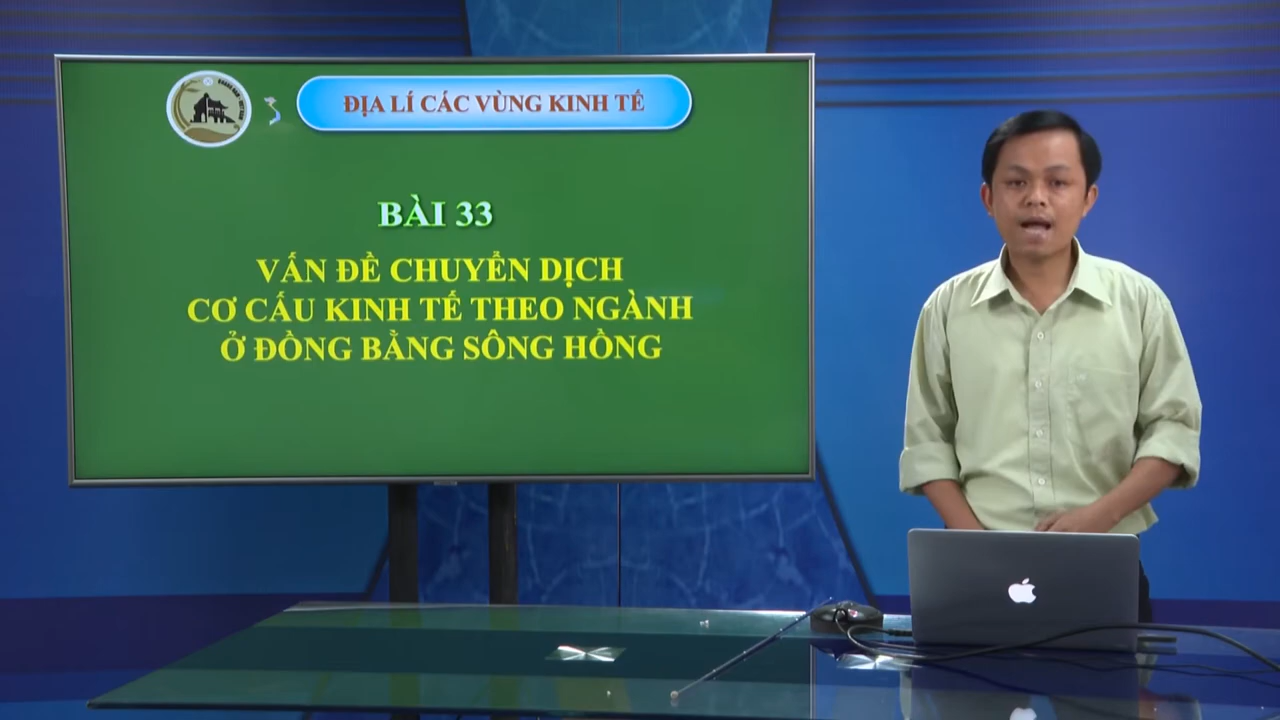 ĐỊA LÍ CÁC VÙNG KINH TẾ
BÀI 33
VẤN ĐỀ CHUYỂN DỊCH
CƠ CẤU KINH TẾ THEO NGÀNH
Ở ĐỒNG BẰNG SÔNG HỒNG